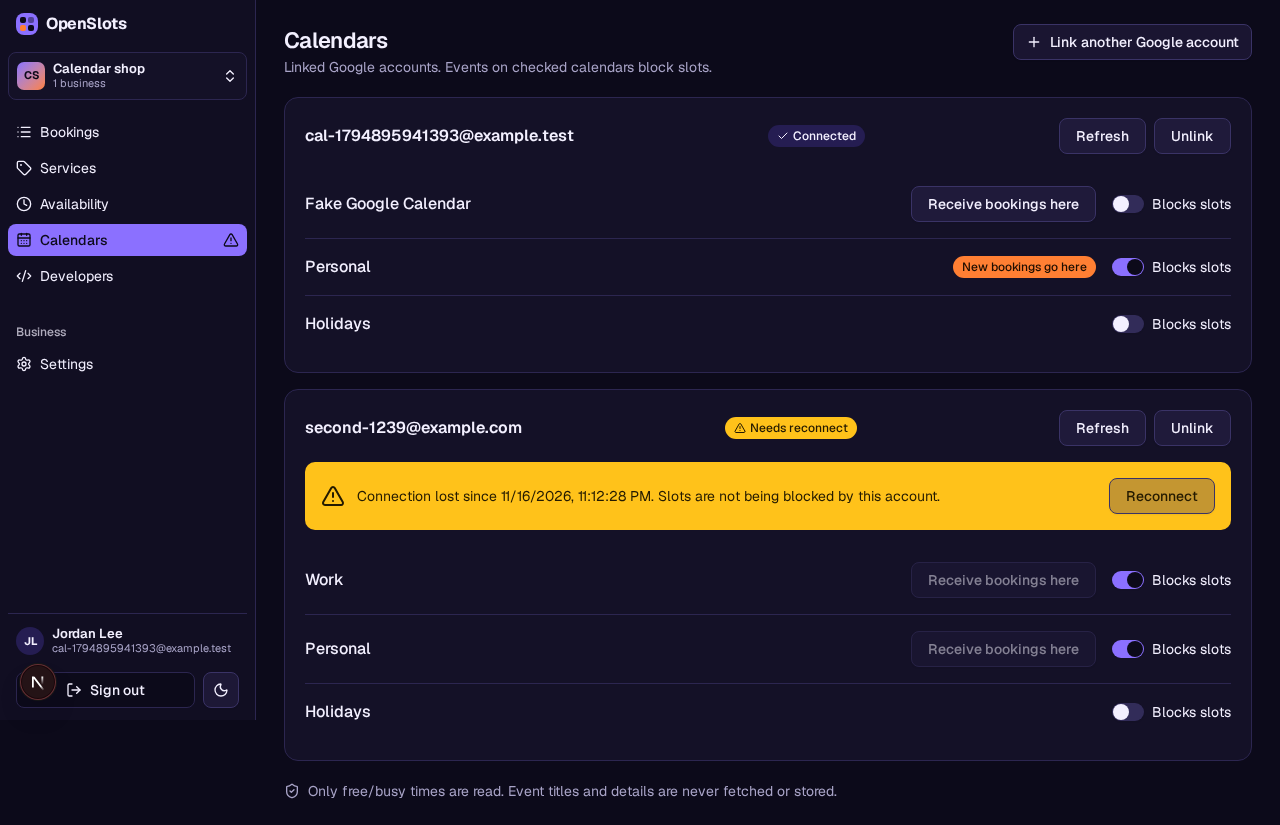 OpenSlots
CS
Calendar shop
1 business
Bookings
Services
Availability
Calendars
Developers
Business
Settings
JL
Jordan Lee
cal-1794895941393@example.test
N
Sign out
Calendars
Linked Google accounts. Events on checked calendars block slots.
Link another Google account
cal-1794895941393@example.test
Connected
Refresh
Unlink
Fake Google Calendar
Receive bookings here
Blocks slots
Personal
New bookings go here
Blocks slots
Holidays
Blocks slots
second-1239@example.com
Needs reconnect
Refresh
Unlink
Connection lost since 11/16/2026, 11:12:28 PM. Slots are not being blocked by this account.
Reconnect
Work
Receive bookings here
Blocks slots
Personal
Receive bookings here
Blocks slots
Holidays
Blocks slots
Only free/busy times are read. Event titles and details are never fetched or stored.